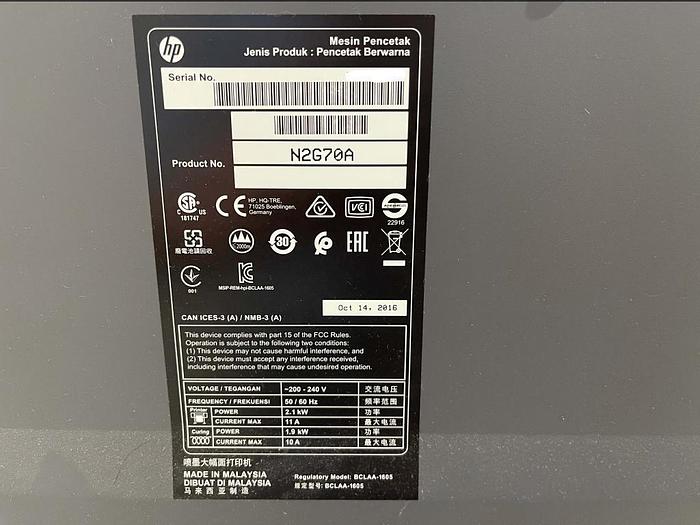 hp
Mesin Pencetak
Jenis Produk : Pencetak Berwarna
Serial No.
N2G70A
Product No.
CSA
C US
181747
CE
HP, HQ-TRE,
71025 Boeblingen,
Germany
VCI
22916
廢電池請回收
2000m
30
EAC
001
MSIP-REM-hpi-BCLAA-1605
Oct 14, 2016
CAN ICES-3 (A) / NMB-3 (A)
This device complies with part 15 of the FCC Rules.
Operation is subject to the following two conditions:
(1) This device may not cause harmful interference, and
(2) This device must accept any interference received,
including interference that may cause undesired operation.
VOLTAGE / TEGANGAN ~200 - 240 V 交流电压
FREQUENCY / FREKUENSI 50 / 60 Hz 频率范围
Printer POWER 2.1 kW 功率
CURRENT MAX 11 A 最大电流
Curing POWER 1.9 kW 功率
CURRENT MAX 10 A 最大电流
喷墨大幅面打印机
MADE IN MALAYSIA
DIBUAT DI MALAYSIA
马来西亚制造
Regulatory Model: BCLAA-1605
规定型号: BCLAA-1605